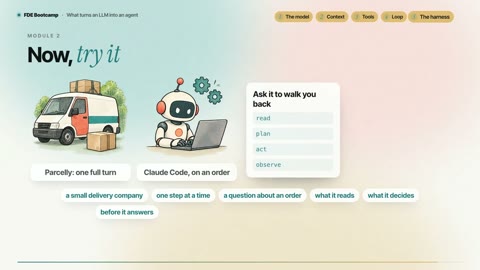 FDE Bootcamp · What turns an LLM into an agent
The model
Context
Tools
Loop
The harness
MODULE 2
Now, try it
Ask it to walk you back
read
plan
act
observe
Parcelly: one full turn
Claude Code, on an order
a small delivery company
one step at a time
a question about an order
what it reads
what it decides
before it answers